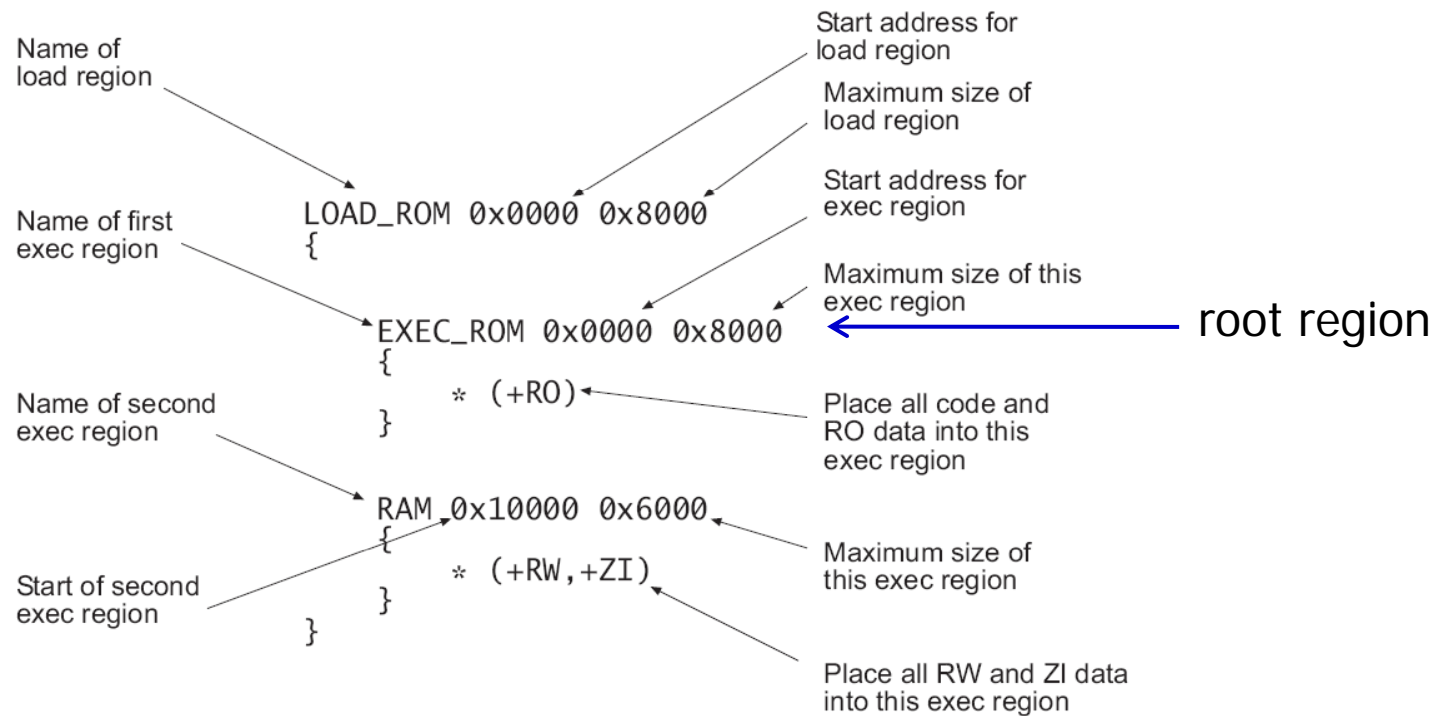 Name of
load region
Start address for
load region
Maximum size of
load region
Start address for
exec region
LOAD_ROM 0x0000 0x8000
{
Name of first
exec region
Maximum size of this
exec region
EXEC_ROM 0x0000 0x8000
root region
{
* (+RO)
}
Place all code and
RO data into this
exec region
Name of second
exec region
RAM 0x10000 0x6000
{
* (+RW,+ZI)
}
}
Maximum size of
this exec region
Start of second
exec region
Place all RW and ZI data
into this exec region